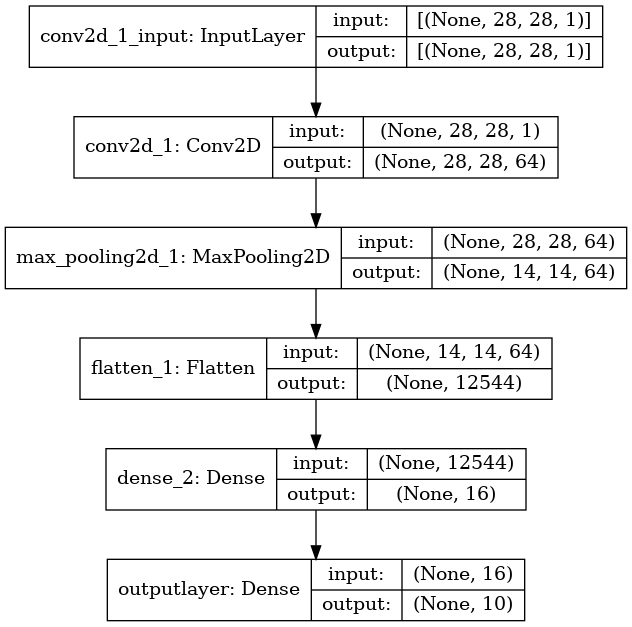 conv2d_1_input: InputLayer
input:
[(None, 28, 28, 1)]
output:
[(None, 28, 28, 1)]
conv2d_1: Conv2D
input:
(None, 28, 28, 1)
output:
(None, 28, 28, 64)
max_pooling2d_1: MaxPooling2D
input:
(None, 28, 28, 64)
output:
(None, 14, 14, 64)
flatten_1: Flatten
input:
(None, 14, 14, 64)
output:
(None, 12544)
dense_2: Dense
input:
(None, 12544)
output:
(None, 16)
outputlayer: Dense
input:
(None, 16)
output:
(None, 10)